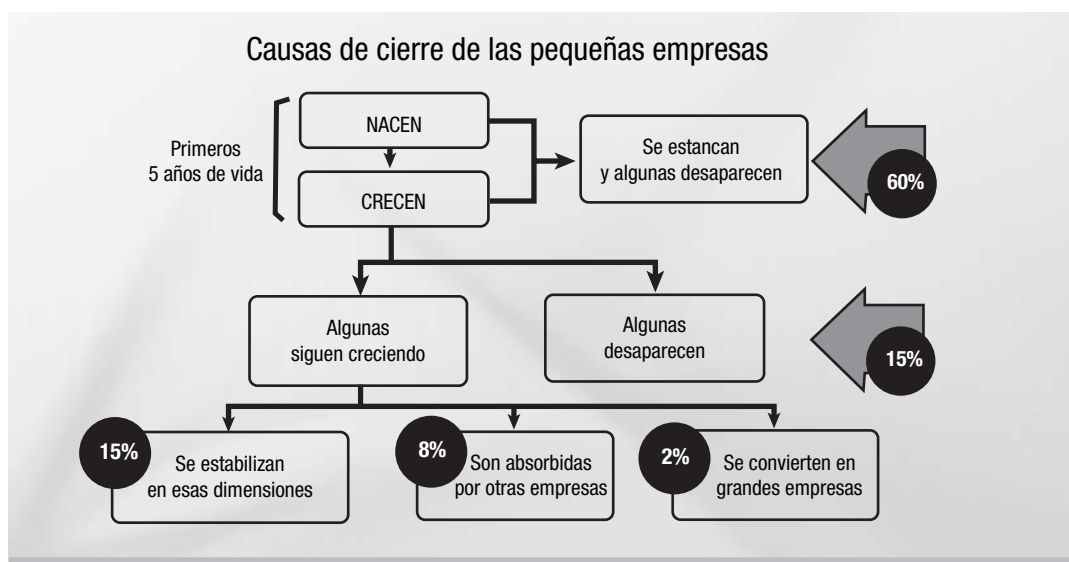 Causas de cierre de las pequeñas empresas
Primeros
5 años de vida
NACEN
CRECEN
Se estancan
y algunas desaparecen
60%
Algunas
siguen creciendo
Algunas
desaparecen
15%
15%
Se estabilizan
en esas dimensiones
8%
Son absorbidas
por otras empresas
2%
Se convierten en
grandes empresas